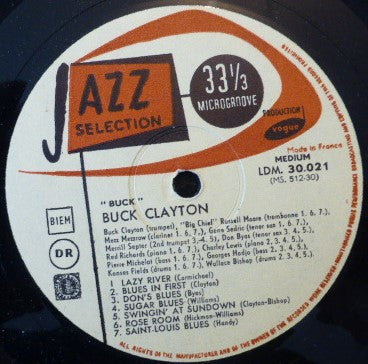 JAZZ
SELECTION
33 1/3
MICROGROOVE
PRODUCTION
vogue
Made in France
MEDIUM
LDM. 30.021
(MS. 512-30)
BIEM
DR
"BUCK"
BUCK CLAYTON
Buck Clayton (trumpet), "Big Chief" Russell Moore (trombone 1. 6. 7.),
Mezz Mezzrow (clarinet 1. 6. 7.), Gene Sedric (tenor sax 1. 6. 7.),
Merrill Stepter (2nd trumpet 3,-4. 5.), Don Byas (tenor sax 3. 4. 5.),
Red Richards (piano 1. 2. 6. 7.), Charley Lewis (piano 2. 3. 4. 5.),
Pierre Michelot (bass 1. 6. 7.), Georges Hadjo (bass 2. 3. 4. 5.),
Kansas Fields (drums 1. 6. 7.), Wallace Bishop (drums 2. 3. 4. 5.).
1 LAZY RIVER (Carmichael)
2 BLUES IN FIRST (Clayton)
3 DON'S BLUES (Byas)
4 SUGAR BLUES (Williams)
5 SWINGIN' AT SUNDOWN (Clayton-Bishop)
6 ROSE ROOM (Hickman-Williams)
7 SAINT-LOUIS BLUES (Handy)
ALL RIGHTS OF THE MANUFACTURER AND OF THE OWNER OF THE RECORDED WORK RESERVED